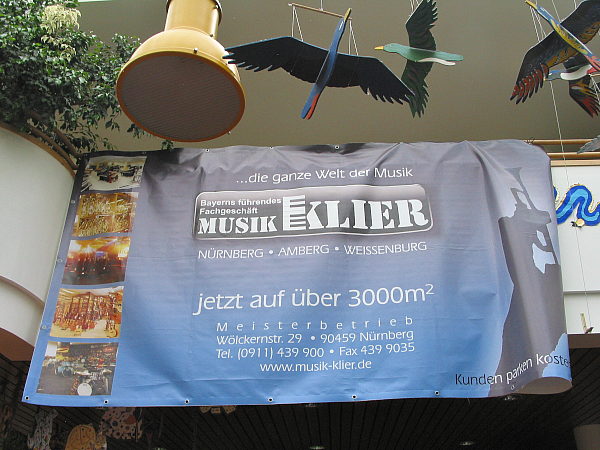 ...die ganze Welt der Musik
Bayerns führendes
Fachgeschäft
MUSIK KLIER
NÜRNBERG • AMBERG • WEISSENBURG
jetzt auf über 3000m²
Meisterbetrieb
Wölckernstr. 29 • 90459 Nürnberg
Tel. (0911) 439 900 • Fax 439 9035
www.musik-klier.de
Kunden parken koste